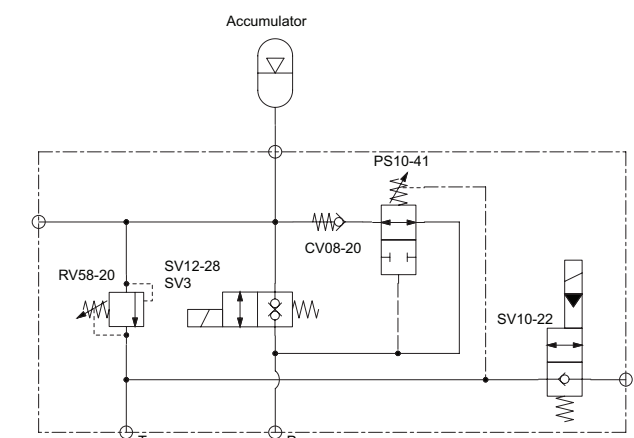 Accumulator
PS10-41
CV08-20
SV12-28
SV3
RV58-20
SV10-22
T
P